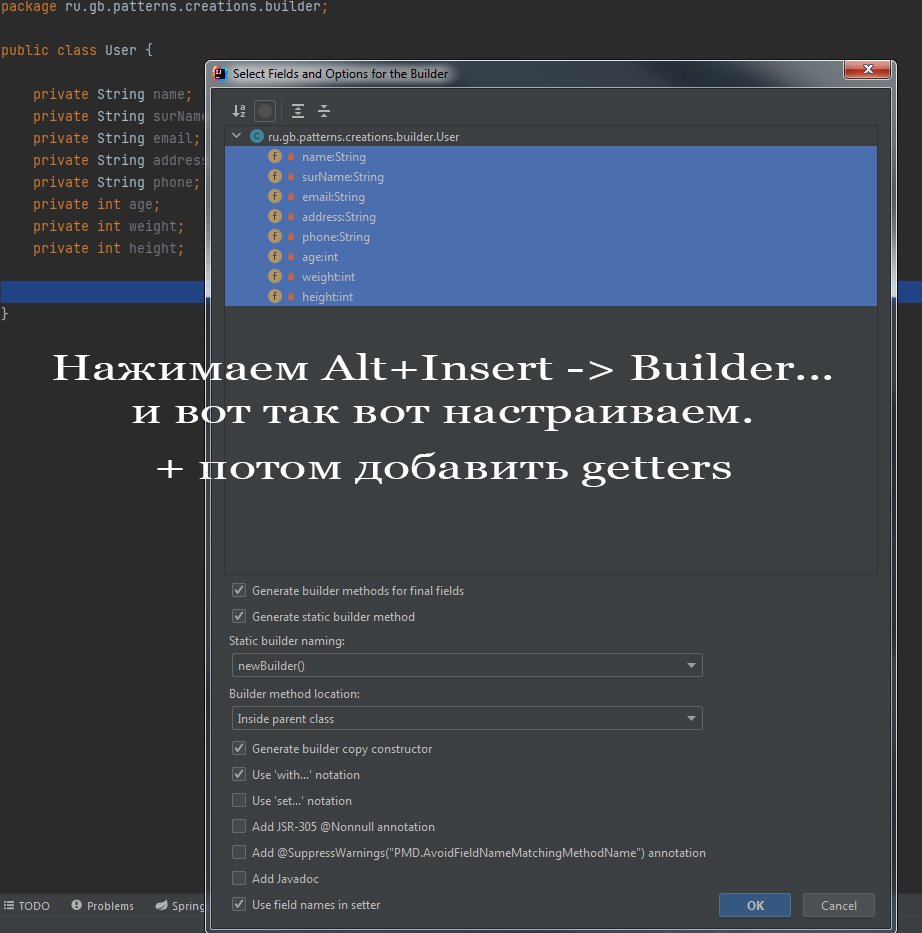 package ru.gb.patterns.creations.builder;
public class User {
private String name;
private String surName
private String email;
private String address
private String phone;
private int age;
private int weight;
private int height;
}
Select Fields and Options for the Builder
ru.gb.patterns.creations.builder.User
name:String
surName:String
email:String
address:String
phone:String
age:int
weight:int
height:int
Нажимаем Alt+Insert -> Builder...
и вот так вот настраиваем.
+ потом добавить getters
Generate builder methods for final fields
Generate static builder method
Static builder naming:
newBuilder()
Builder method location:
Inside parent class
Generate builder copy constructor
Use 'with...' notation
Use 'set...' notation
Add JSR-305 @Nonnull annotation
Add @SuppressWarnings("PMD.AvoidFieldNameMatchingMethodName") annotation
Add Javadoc
Use field names in setter
OK Cancel
TODO Problems Spring